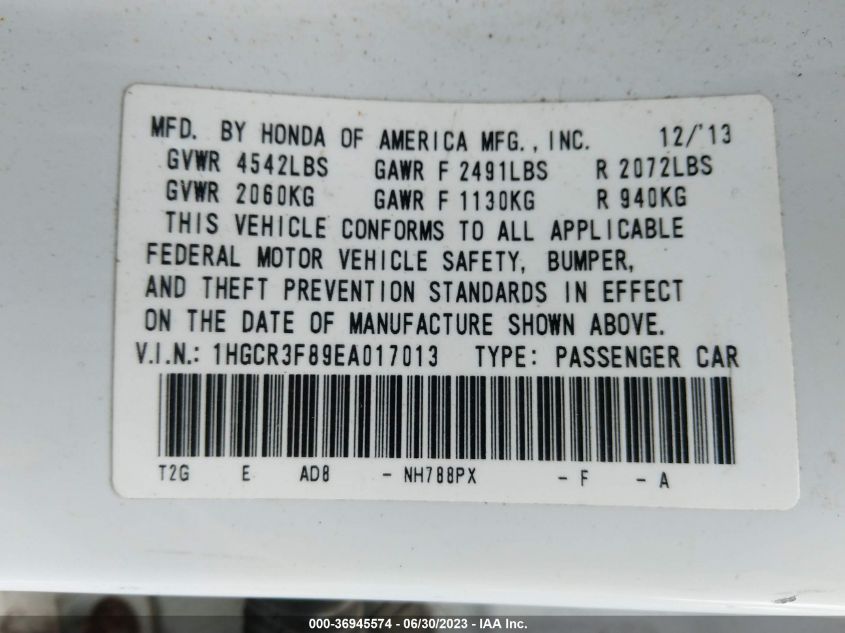 MFD. BY HONDA OF AMERICA MFG., INC. 12/'13
GVWR 4542LBS GAWR F 2491LBS R 2072LBS
GVWR 2060KG GAWR F 1130KG R 940KG
THIS VEHICLE CONFORMS TO ALL APPLICABLE
FEDERAL MOTOR VEHICLE SAFETY, BUMPER,
AND THEFT PREVENTION STANDARDS IN EFFECT
ON THE DATE OF MANUFACTURE SHOWN ABOVE.
V.I.N.: 1HGCR3F89EA017013 TYPE: PASSENGER CAR
T2G E AD8 - NH788PX - F - A
000-36945574 - 06/30/2023 - IAA Inc.